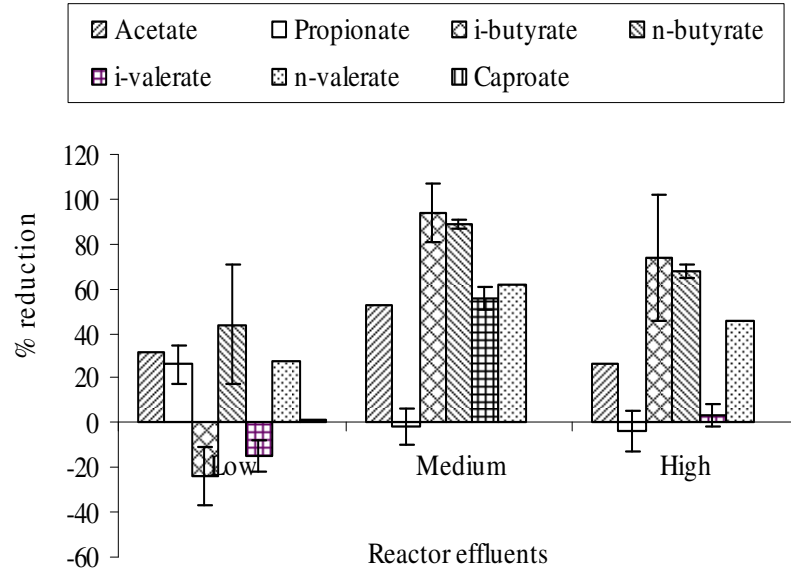 Acetate Propionate i-butyrate n-butyrate
i-valerate n-valerate Caproate
120
100
80
60
40
20
0
-20
-40
-60
% reduction
Low Medium High
Reactor effluents